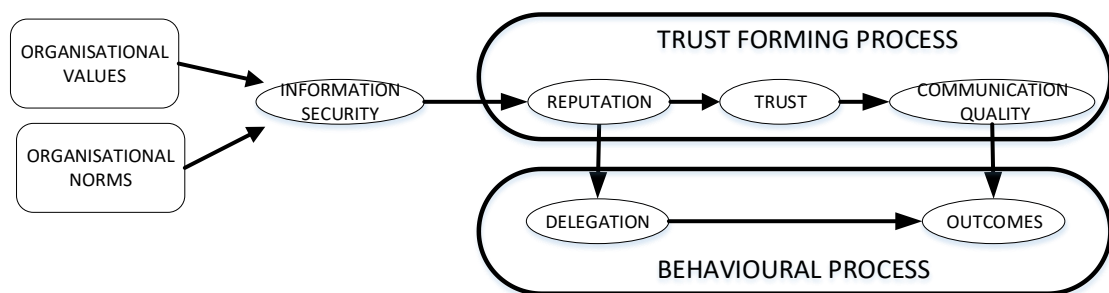 ORGANISATIONAL
VALUES
ORGANISATIONAL
NORMS
INFORMATION
SECURITY
TRUST FORMING PROCESS
REPUTATION
TRUST
COMMUNICATION
QUALITY
DELEGATION
OUTCOMES
BEHAVIOURAL PROCESS